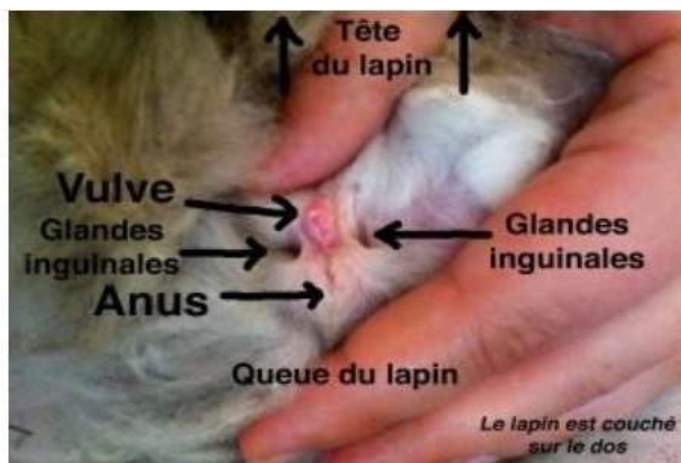 Tête
du lapin
Vulve
Glandes
inguinales
Glandes
inguinales
Anus
Queue du lapin
Le lapin est couché
sur le dos